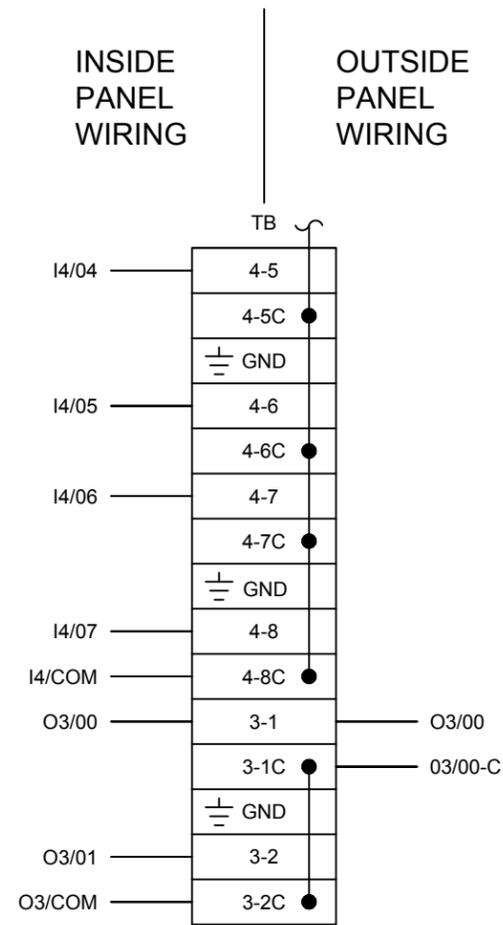 INSIDE
PANEL
WIRING
OUTSIDE
PANEL
WIRING
TB
I4/04 4-5
4-5C
GND
I4/05 4-6
4-6C
I4/06 4-7
4-7C
GND
I4/07 4-8
I4/COM 4-8C
O3/00 3-1 O3/00
3-1C 03/00-C
GND
O3/01 3-2
O3/COM 3-2C